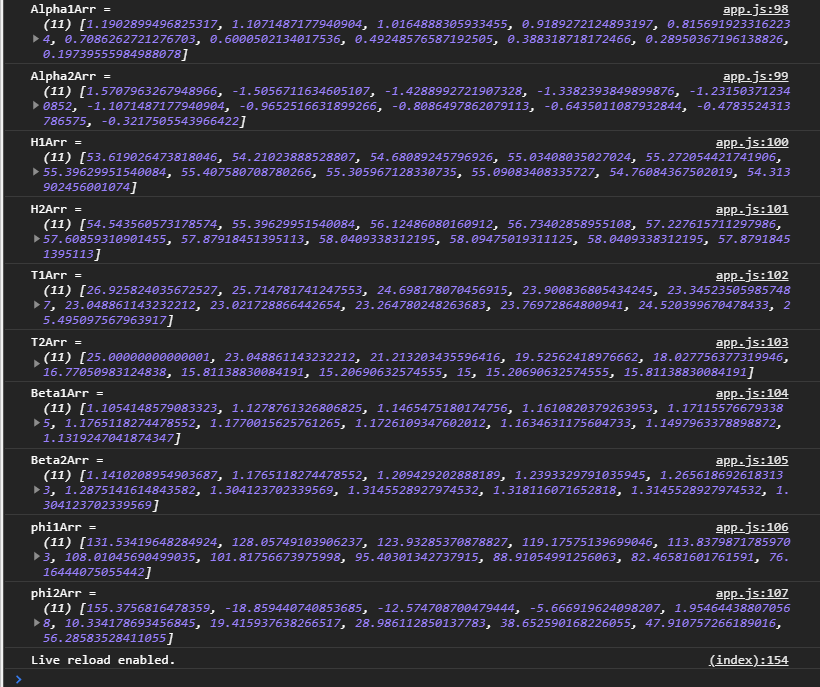 Alpha1Arr = app.js:98
(11) [1.1902899496825317, 1.1071487177940904, 1.0164888305933455, 0.9189272124893197, 0.815691923316223
4, 0.7086262721276703, 0.6000502134017536, 0.49248576587192505, 0.388318718172466, 0.28950367196138826,
0.19739555984988078]
Alpha2Arr = app.js:99
(11) [1.5707963267948966, -1.5056711634605107, -1.4288992721907328, -1.3382393849899876, -1.23150371234
0852, -1.1071487177940904, -0.9652516631899266, -0.8086497862079113, -0.6435011087932844, -0.4783524313
786575, -0.3217505543966422]
H1Arr = app.js:100
(11) [53.619026473818046, 54.21023888528807, 54.68089245796926, 55.03408035027024, 55.272054421741906,
55.39629951540084, 55.407580708780266, 55.305967128330735, 55.09083408335727, 54.76084367502019, 54.313
902456001074]
H2Arr = app.js:101
(11) [54.543560573178574, 55.39629951540084, 56.12486080160912, 56.73402858955108, 57.227615711297986,
57.60859310901455, 57.87918451395113, 58.0409338312195, 58.09475019311125, 58.0409338312195, 57.8791845
1395113]
T1Arr = app.js:102
(11) [26.925824035672527, 25.714781741247553, 24.698178070456915, 23.900836805434245, 23.34523505985748
7, 23.048861143232212, 23.021728866442654, 23.264780248263683, 23.76972864800941, 24.520399670478433, 2
5.495097567963917]
T2Arr = app.js:103
(11) [25.00000000000001, 23.048861143232212, 21.213203435596416, 19.52562418976662, 18.027756377319946,
16.77050983124838, 15.81138830084191, 15.20690632574555, 15, 15.20690632574555, 15.81138830084191]
Beta1Arr = app.js:104
(11) [1.1054148579083323, 1.1278761326806825, 1.1465475180174756, 1.1610820379263953, 1.17115576679338
5, 1.1765118274478552, 1.1770015625761265, 1.1726109347602012, 1.1634631175604733, 1.1497963378898872,
1.1319247041874347]
Beta2Arr = app.js:105
(11) [1.1410208954903687, 1.1765118274478552, 1.209429202888189, 1.2393329791035945, 1.265618692618313
3, 1.2875141614843582, 1.304123702339569, 1.3145528927974532, 1.318116071652818, 1.3145528927974532, 1.
304123702339569]
phi1Arr = app.js:106
(11) [131.53419648284924, 128.05749103906237, 123.93285370878827, 119.17575139699046, 113.8379871785970
3, 108.01045690499035, 101.81756673975998, 95.40301342737915, 88.91054991256063, 82.46581601761591, 76.
16444075055442]
phi2Arr = app.js:107
(11) [155.3756816478359, -18.859440740853685, -12.574708700479444, -5.666919624098207, 1.95464438807056
8, 10.334178693456845, 19.415937638266517, 28.986112850137783, 38.652590168226055, 47.910757266189016,
56.28583528411055]
Live reload enabled. (index):154